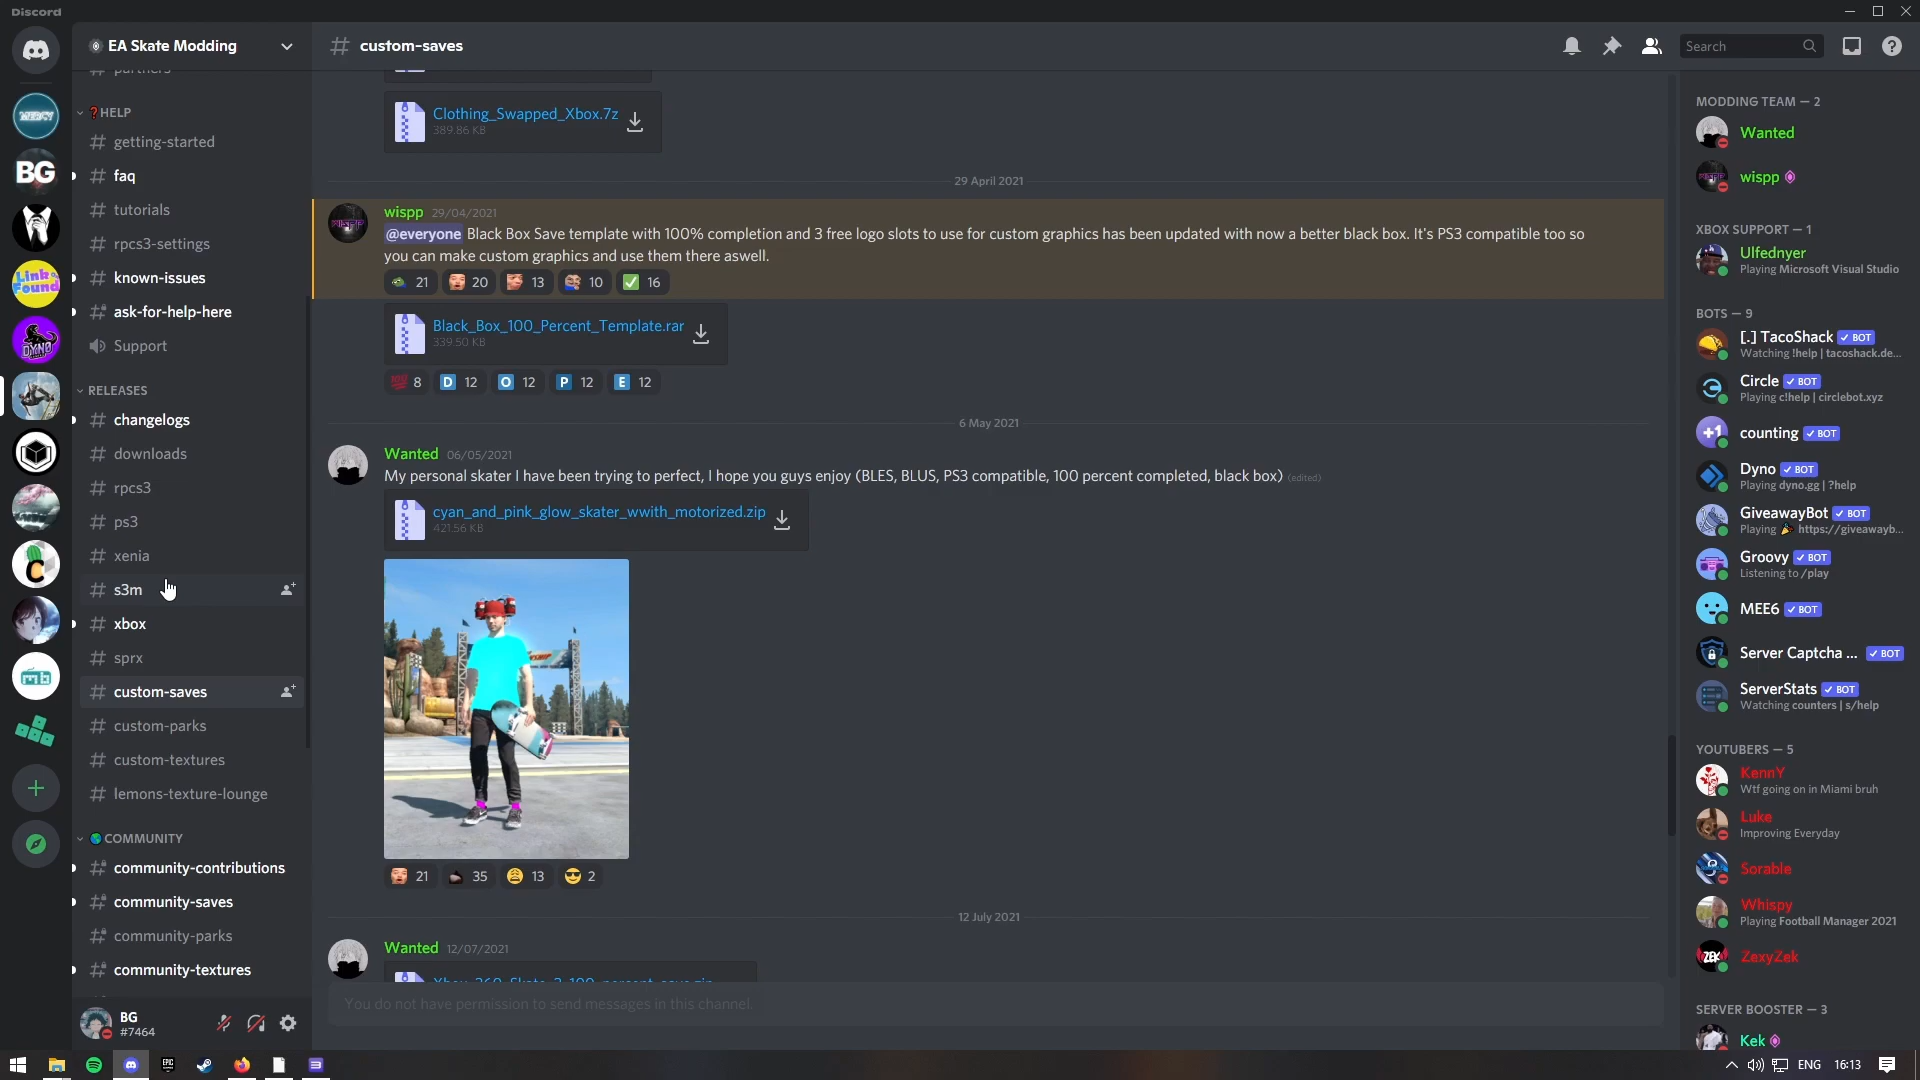 Discord
EA Skate Modding
# custom-saves
Search
partners
HELP
getting-started
faq
tutorials
rpcs3-settings
known-issues
ask-for-help-here
Support
RELEASES
changelogs
downloads
rpcs3
ps3
xenia
s3m
xbox
sprx
custom-saves
custom-parks
custom-textures
lemons-texture-lounge
COMMUNITY
community-contributions
community-saves
community-parks
community-textures
BG
#7464
Clothing_Swapped_Xbox.7z
389.86 KB
29 April 2021
wispp 29/04/2021
@everyone Black Box Save template with 100% completion and 3 free logo slots to use for custom graphics has been updated with now a better black box. It's PS3 compatible too so
you can make custom graphics and use them there aswell.
21 20 13 10 16
Black_Box_100_Percent_Template.rar
339.50 KB
8 D 12 O 12 P 12 E 12
6 May 2021
Wanted 06/05/2021
My personal skater I have been trying to perfect, I hope you guys enjoy (BLES, BLUS, PS3 compatible, 100 percent completed, black box) (edited)
cyan_and_pink_glow_skater_wwith_motorized.zip
421.56 KB
21 35 13 2
12 July 2021
Wanted 12/07/2021
Xbox_360_Skate_3_100_percent_save.zip
You do not have permission to send messages in this channel.
MODDING TEAM — 2
Wanted
wispp
XBOX SUPPORT — 1
Ulfednyer
Playing Microsoft Visual Studio
BOTS — 9
[.] TacoShack ✓ BOT
Watching !help | tacoshack.de...
Circle ✓ BOT
Playing c!help | circlebot.xyz
counting ✓ BOT
Dyno ✓ BOT
Playing dyno.gg | ?help
GiveawayBot ✓ BOT
Playing 🎉 https://giveawayb...
Groovy ✓ BOT
Listening to /play
MEE6 ✓ BOT
Server Captcha ... ✓ BOT
ServerStats ✓ BOT
Watching counters | s/help
YOUTUBERS — 5
KennY
Wtf going on in Miami bruh
Luke
Improving Everyday
Sorable
Whispy
Playing Football Manager 2021
ZexyZek
SERVER BOOSTER — 3
Kek
MERCY
BG
Link
Found
DYNO
C
+1
ZEK
EPIC
ENG 16:13